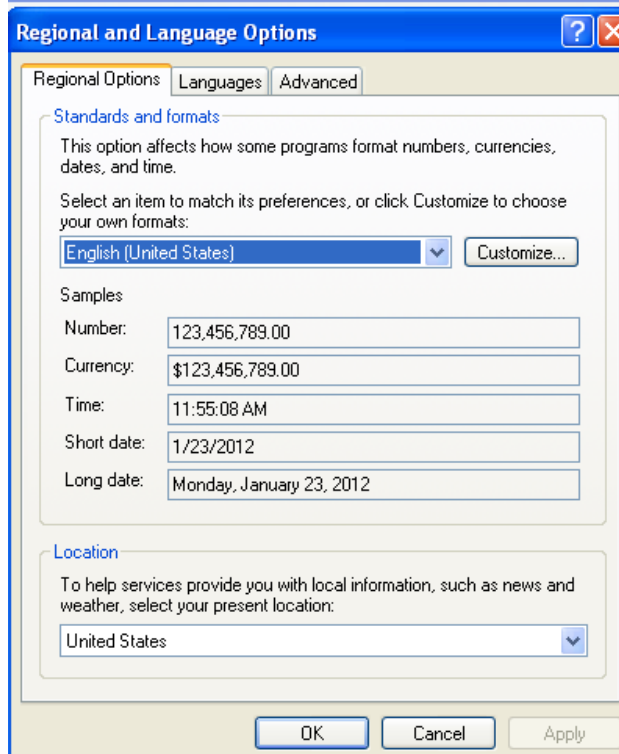 Regional and Language Options
Regional Options Languages Advanced
Standards and formats
This option affects how some programs format numbers, currencies,
dates, and time.
Select an item to match its preferences, or click Customize to choose
your own formats:
English (United States) Customize...
Samples
Number: 123,456,789.00
Currency: $123,456,789.00
Time: 11:55:08 AM
Short date: 1/23/2012
Long date: Monday, January 23, 2012
Location
To help services provide you with local information, such as news and
weather, select your present location:
United States
OK Cancel Apply